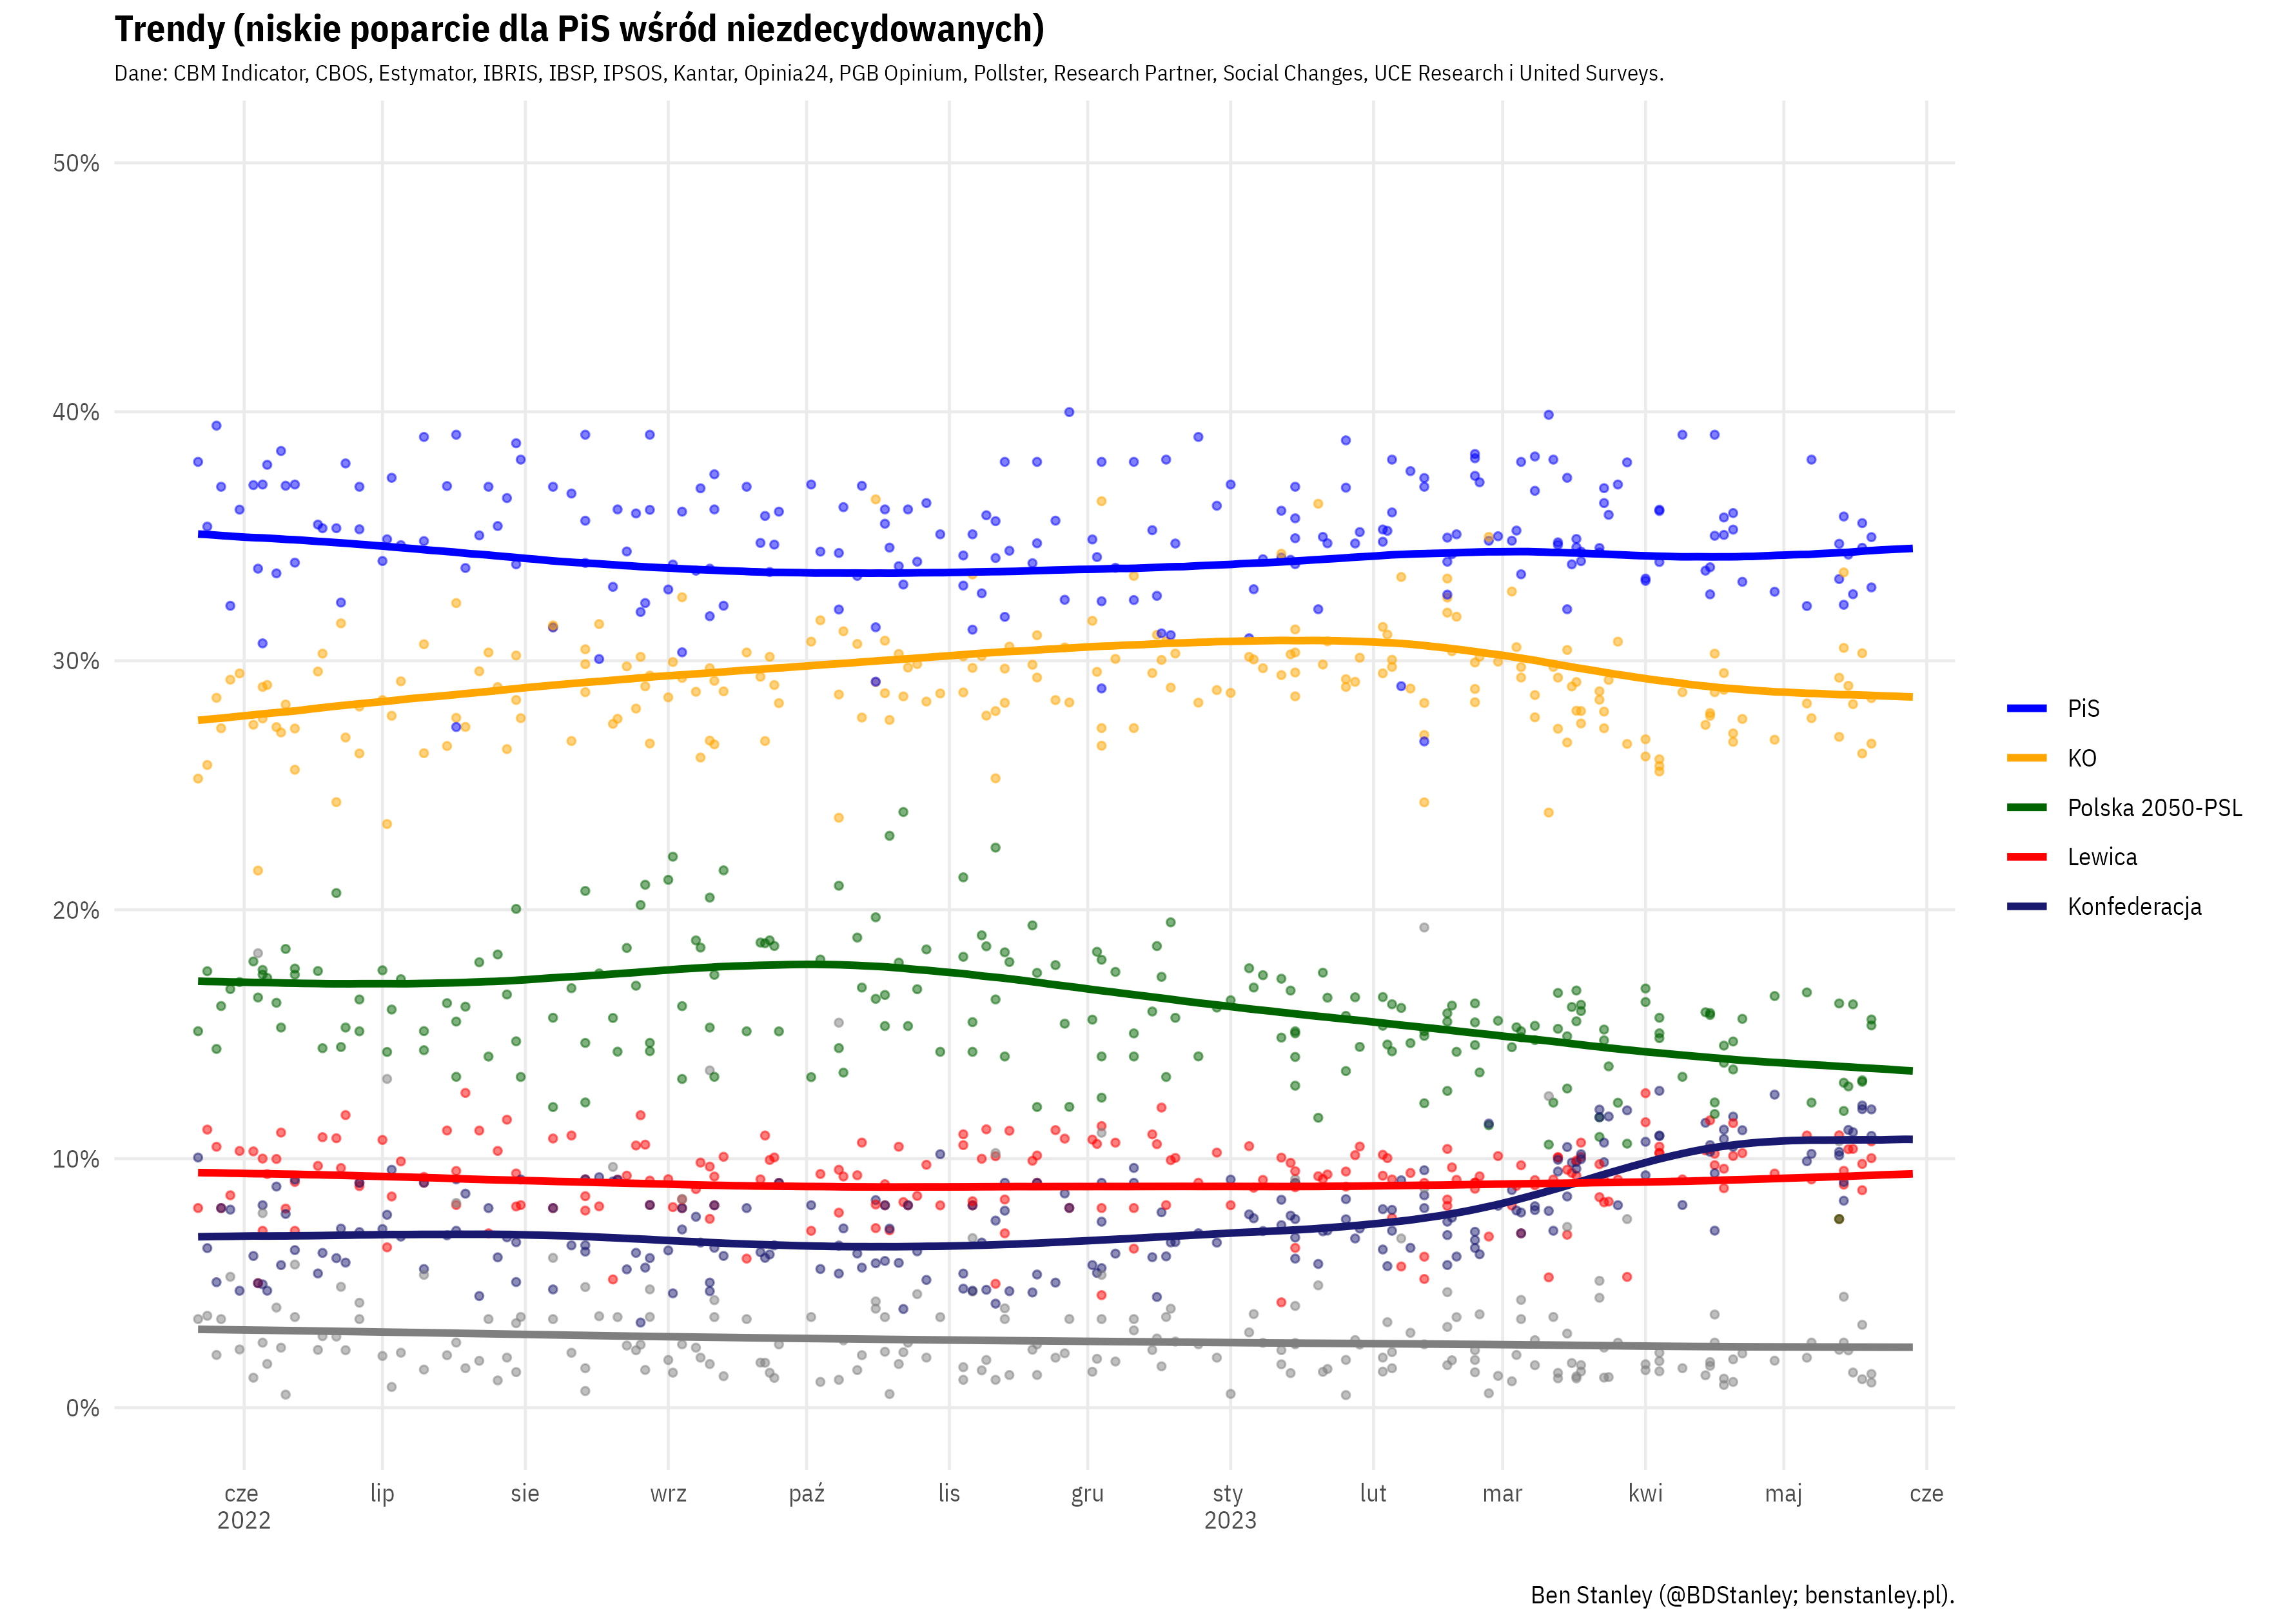 Trendy (niskie poparcie dla PiS wśród niezdecydowanych)
Dane: CBM Indicator, CBOS, Estymator, IBRIS, IBSP, IPSOS, Kantar, Opinia24, PGB Opinium, Pollster, Research Partner, Social Changes, UCE Research i United Surveys.
50%
40%
30%
20%
10%
0%
PiS
KO
Polska 2050-PSL
Lewica
Konfederacja
cze lip sie wrz paź lis gru sty lut mar kwi maj cze
2022 2023
Ben Stanley (@BDStanley; benstanley.pl).